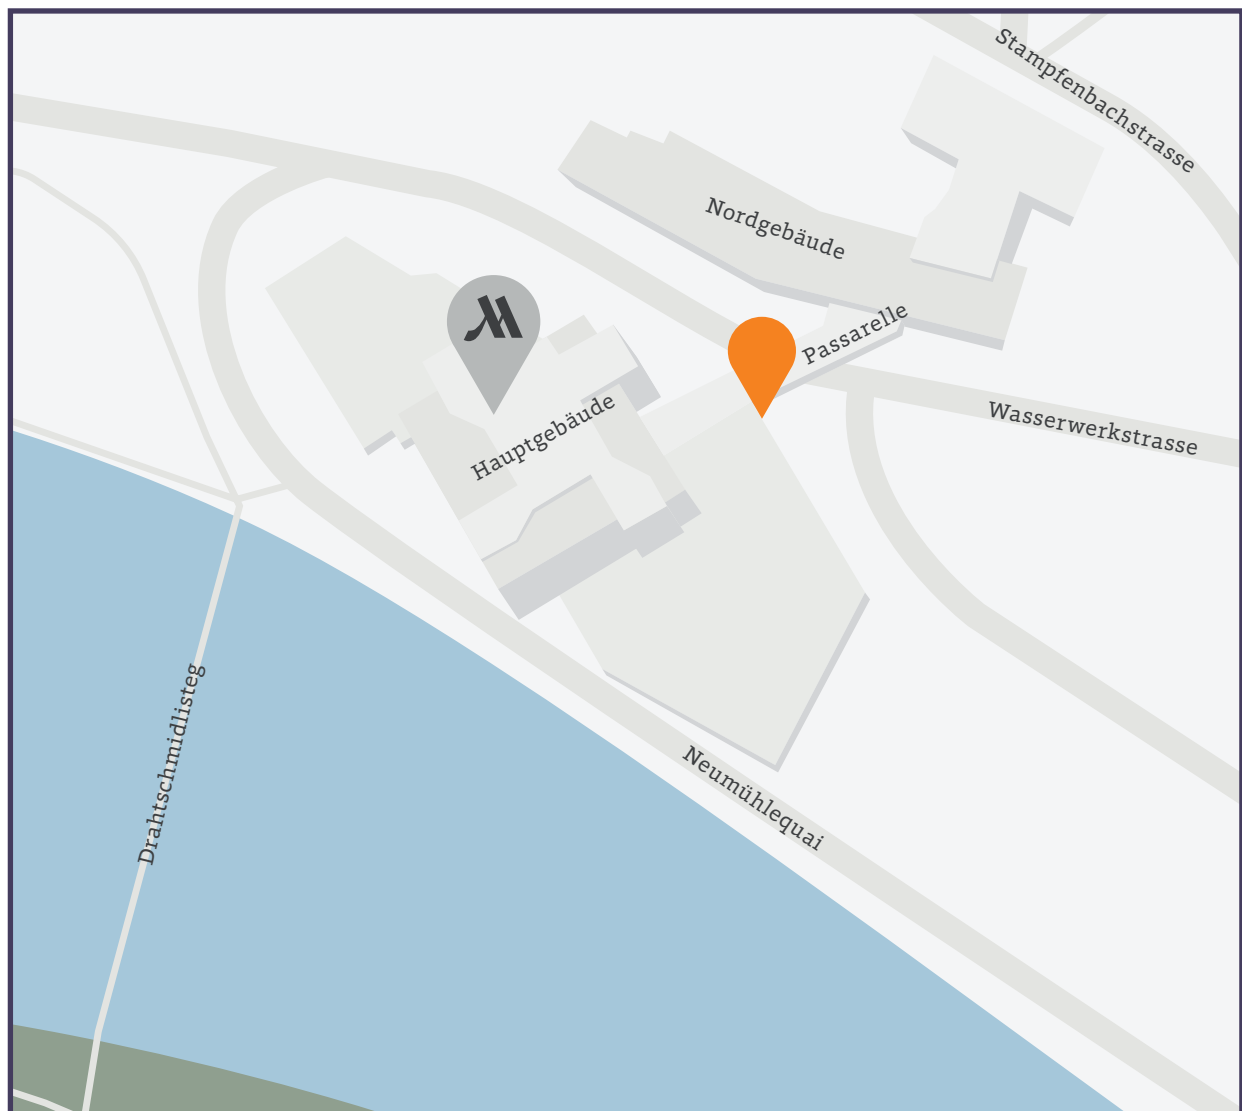 Stampfenbachstrasse
Nordgebäude
Passarelle
Hauptgebäude
Wasserwerkstrasse
Drahtschmidlisteg
Neumühlequai